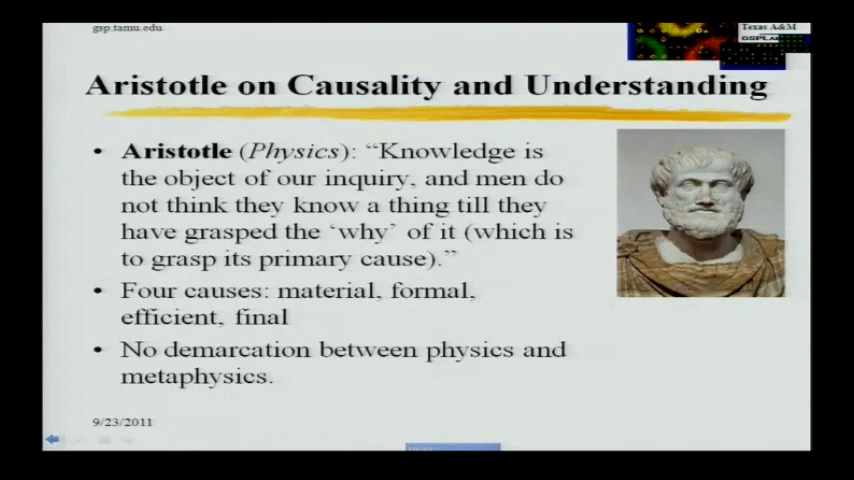 gsp.tamu.edu
Texas A&M
Aristotle on Causality and Understanding
• Aristotle (Physics): “Knowledge is
the object of our inquiry, and men do
not think they know a thing till they
have grasped the ‘why’ of it (which is
to grasp its primary cause).”
• Four causes: material, formal,
efficient, final
• No demarcation between physics and
metaphysics.
9/23/2011